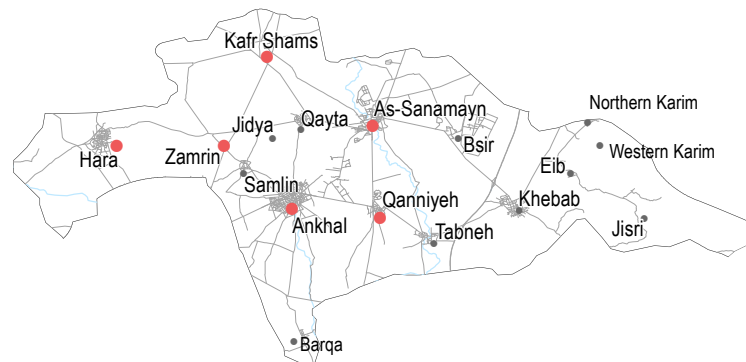 Kafr Shams
As-Sanamayn
Northern Karim
Jidya
Qayta
Bsir
Western Karim
Hara
Zamrin
Eib
Samlin
Qanniyeh
Khebab
Ankhal
Tabneh
Jisri
Barqa